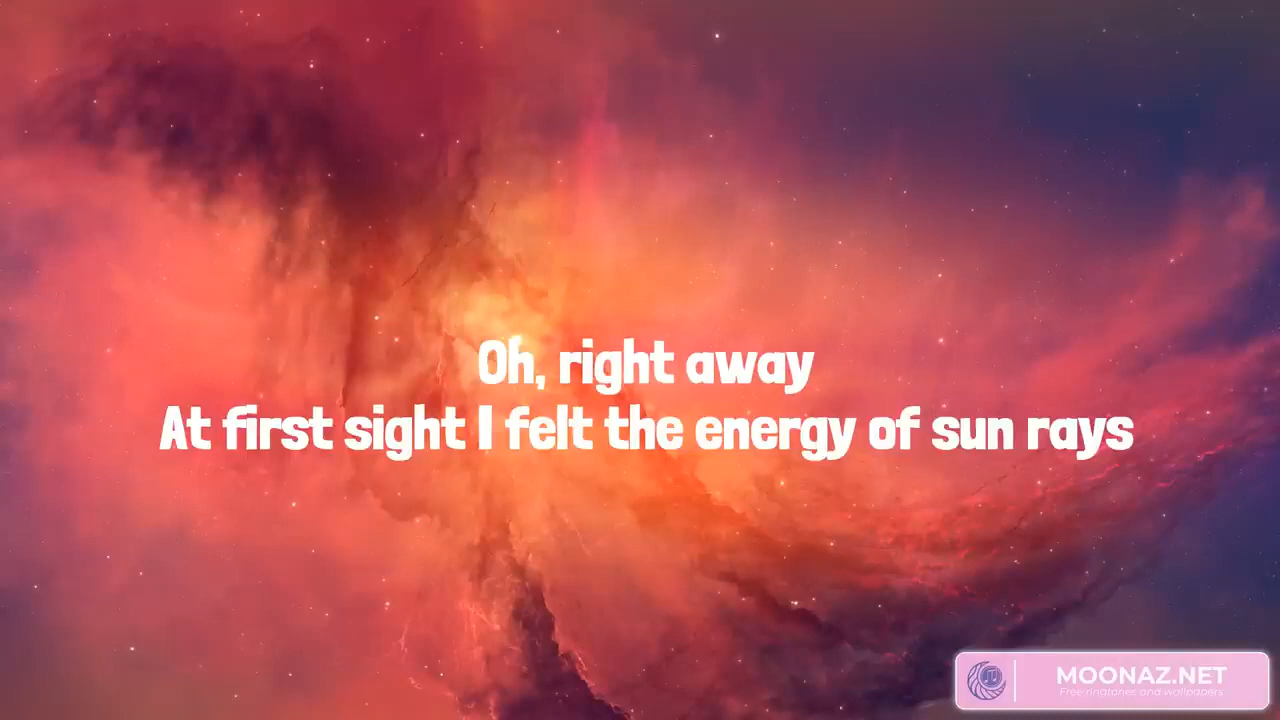 Oh, right away
At first sight I felt the energy of sun rays
MOONAZ.NET
Free ringtones and wallpapers